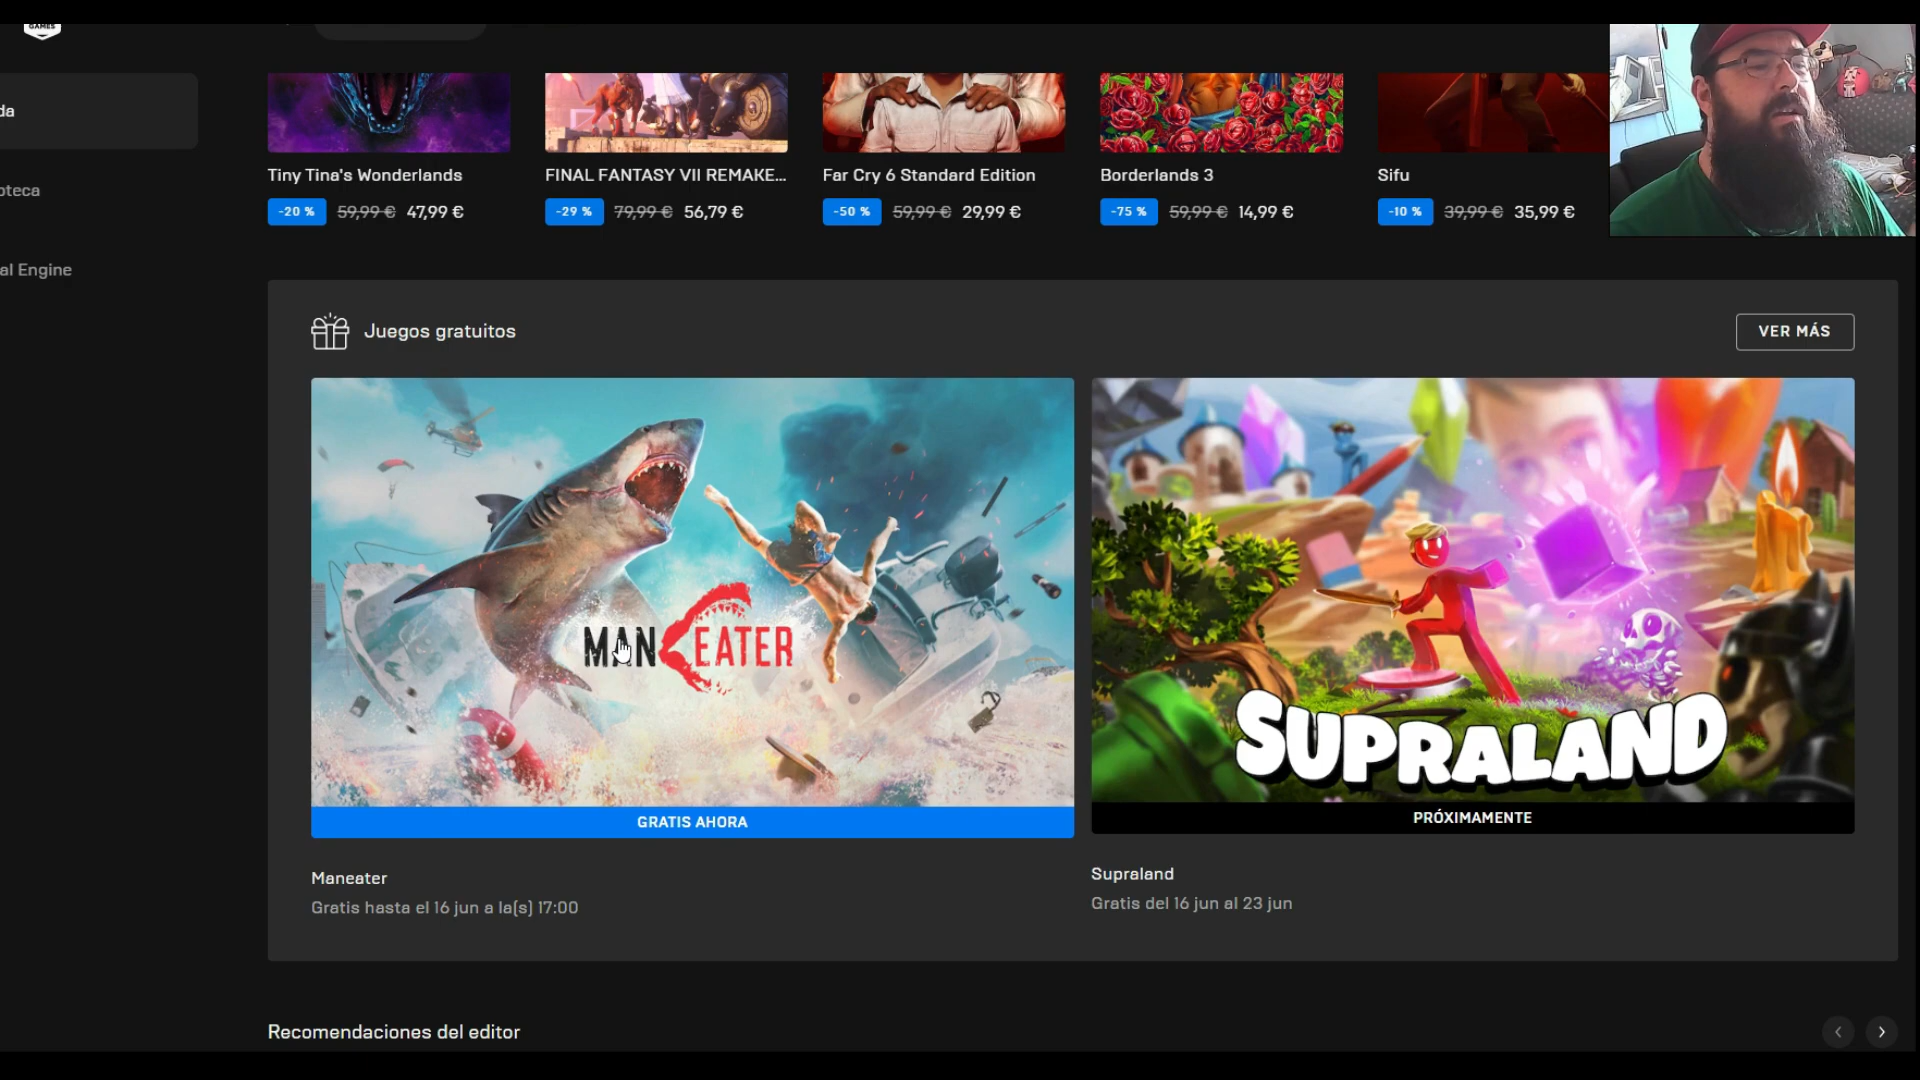 GAMES
da
oteca
al Engine
Tiny Tina's Wonderlands
-20 % 59,99 € 47,99 €
FINAL FANTASY VII REMAKE...
-29 % 79,99 € 56,79 €
Far Cry 6 Standard Edition
-50 % 59,99 € 29,99 €
Borderlands 3
-75 % 59,99 € 14,99 €
Sifu
-10 % 39,99 € 35,99 €
Juegos gratuitos
VER MÁS
MANEATER
GRATIS AHORA
Maneater
Gratis hasta el 16 jun a la(s) 17:00
SUPRALAND
PRÓXIMAMENTE
Supraland
Gratis del 16 jun al 23 jun
Recomendaciones del editor